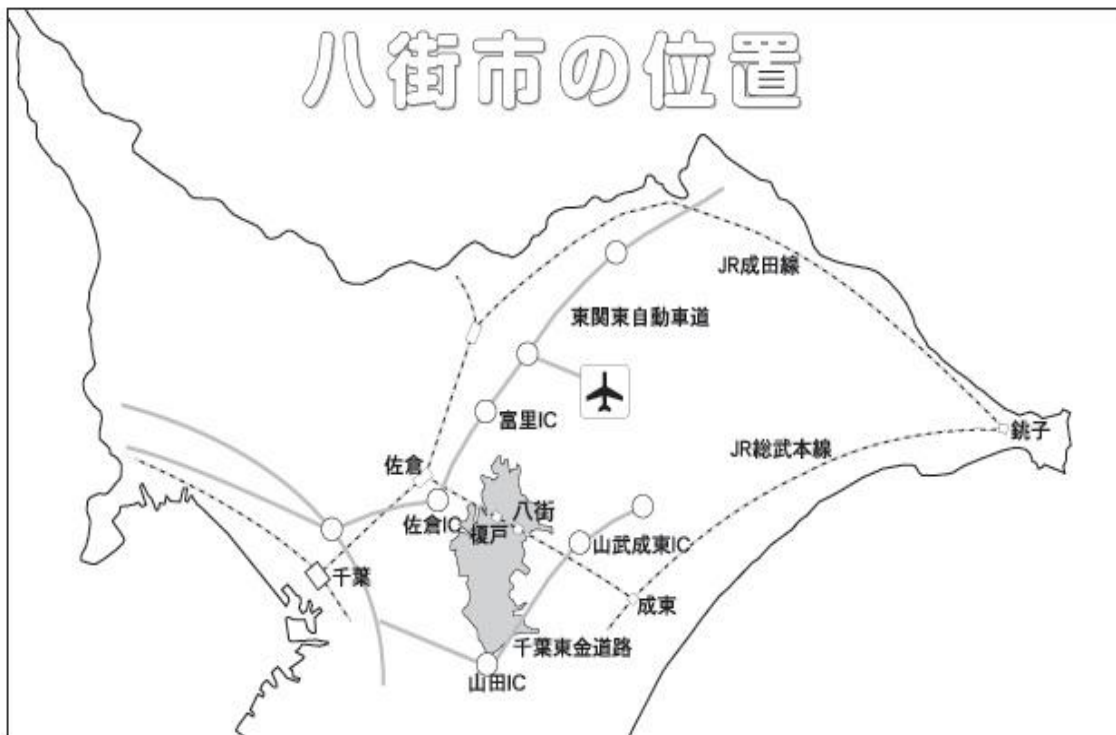 八街市の位置
JR成田線
東関東自動車道
富里IC
銚子
JR総武本線
佐倉
佐倉IC
八街
榎戸
山武成東IC
千葉
成東
千葉東金道路
山田IC